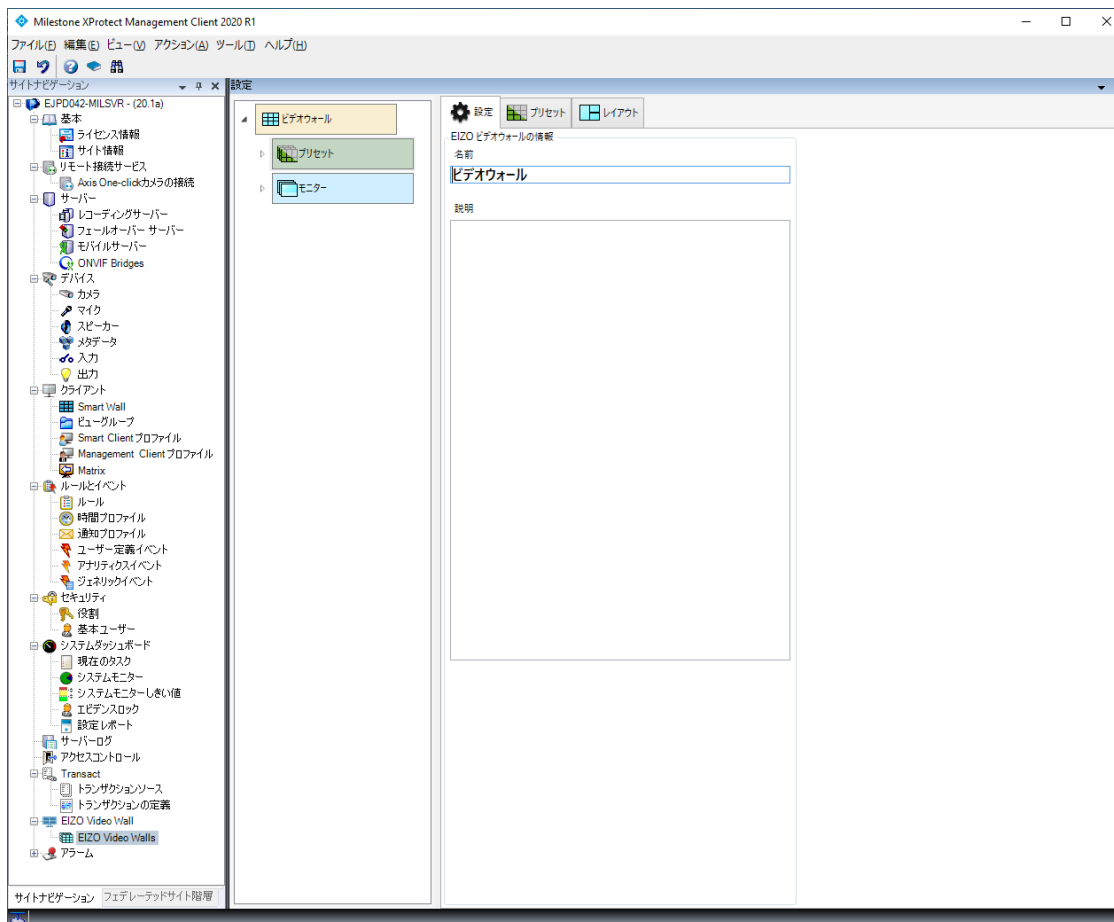 Milestone XProtect Management Client 2020 R1
ファイル(F) 編集(E) ビュー(V) アクション(A) ツール(T) ヘルプ(H)
サイトナビゲーション
EJPD042-MILSVR - (20.1a)
基本
ライセンス情報
サイト情報
リモート接続サービス
Axis One-clickカメラの接続
サーバー
レコーディングサーバー
フェールオーバー サーバー
モバイルサーバー
ONVIF Bridges
デバイス
カメラ
マイク
スピーカー
メタデータ
入力
出力
クライアント
Smart Wall
ビューグループ
Smart Client プロファイル
Management Client プロファイル
Matrix
ルールとイベント
ルール
時間プロファイル
通知プロファイル
ユーザー定義イベント
アナリティクスイベント
ジェネリックイベント
セキュリティ
役割
基本ユーザー
システムダッシュボード
現在のタスク
システムモニター
システムモニターしきい値
エビデンスロック
設定レポート
サーバーログ
アクセスコントロール
Transact
トランザクションソース
トランザクションの定義
EIZO Video Wall
EIZO Video Walls
アラーム
サイトナビゲーション フェデレーテッドサイト階層
設定
ビデオウォール
プリセット
モニター
設定 プリセット レイアウト
EIZO ビデオウォールの情報
名前
ビデオウォール
説明